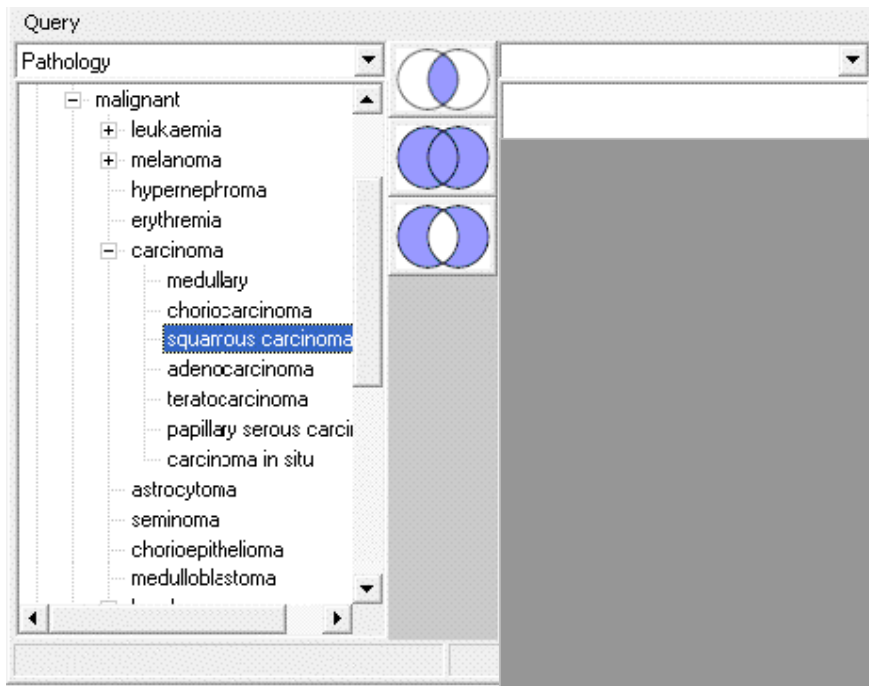 Query
Pathology
malignant
leukaemia
melanoma
hypernephroma
erythremia
carcinoma
medullary
choriocarcinoma
squarrous carcinoma
adenocarcinoma
teratocarcinoma
papillary serous carci
carcinoma in situ
astrocytoma
seminoma
chorioepithelioma
medulloblastoma